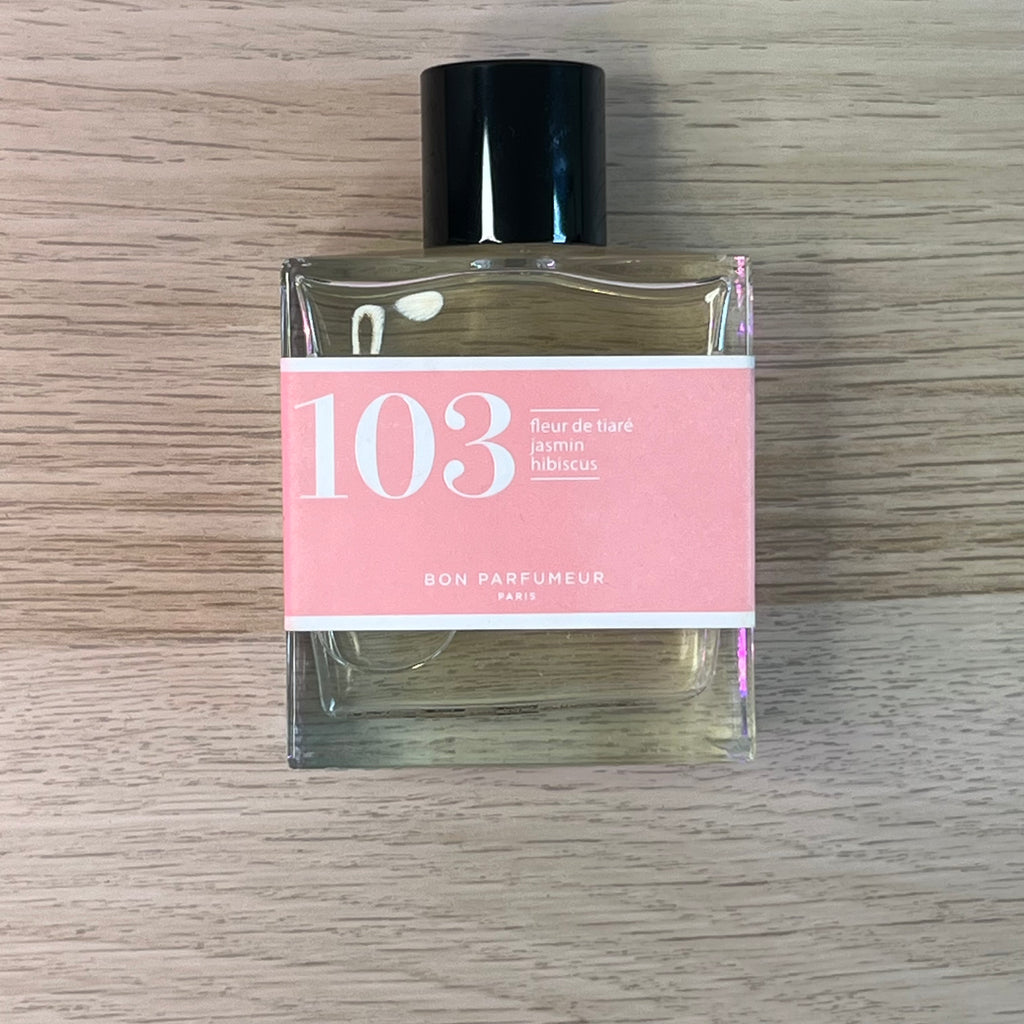 103
fleur de tiaré
jasmin
hibiscus
BON PARFUMEUR
PARIS